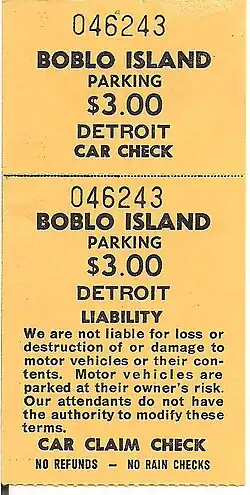 046243
BOBLO ISLAND
PARKING
$3.00
DETROIT
CAR CHECK
046243
BOBLO ISLAND
PARKING
$3.00
DETROIT
LIABILITY
We are not liable for loss or
destruction of or damage to
motor vehicles or their con-
tents. Motor vehicles are
parked at their owner's risk.
Our attendants do not have
the authority to modify these
terms.
CAR CLAIM CHECK
NO REFUNDS — NO RAIN CHECKS